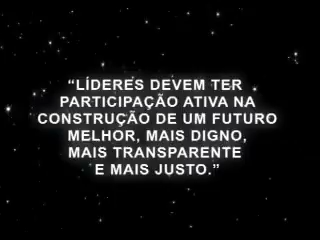 “LÍDERES DEVEM TER
PARTICIPAÇÃO ATIVA NA
CONSTRUÇÃO DE UM FUTURO
MELHOR, MAIS DIGNO,
MAIS TRANSPARENTE
E MAIS JUSTO.”